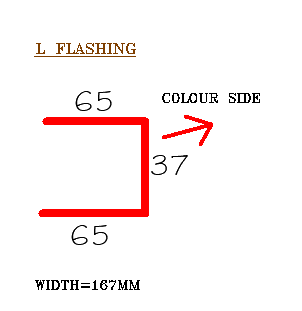 L FLASHING
65
COLOUR SIDE
37
65
WIDTH=167MM